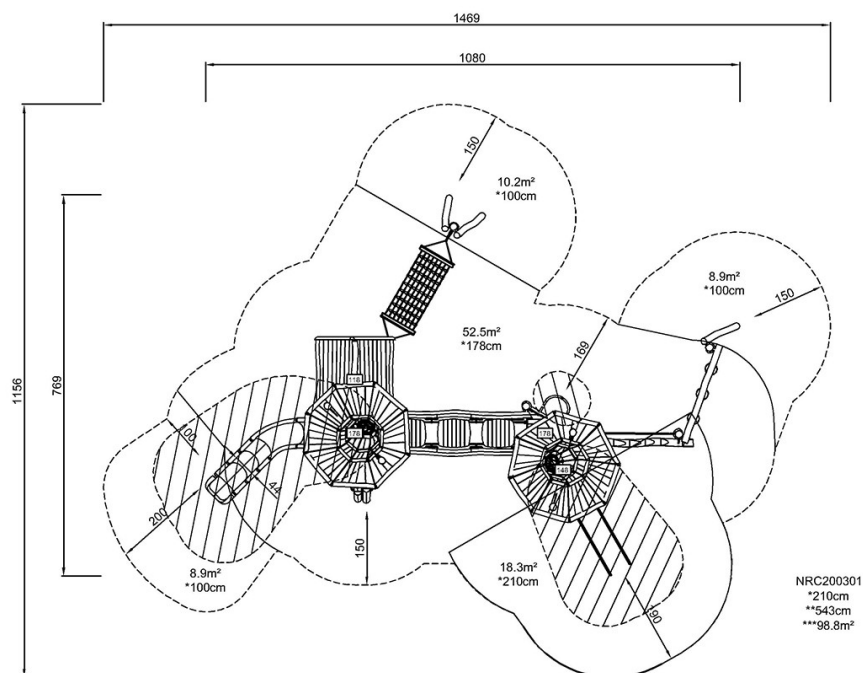 1469
1080
150
10.2m²
*100cm
8.9m²
*100cm
150
52.5m²
*178cm
169
1156
769
118
178
178
148
100
44
200
150
8.9m²
*100cm
18.3m²
*210cm
190
NRC200301
*210cm
**543cm
***98.8m²